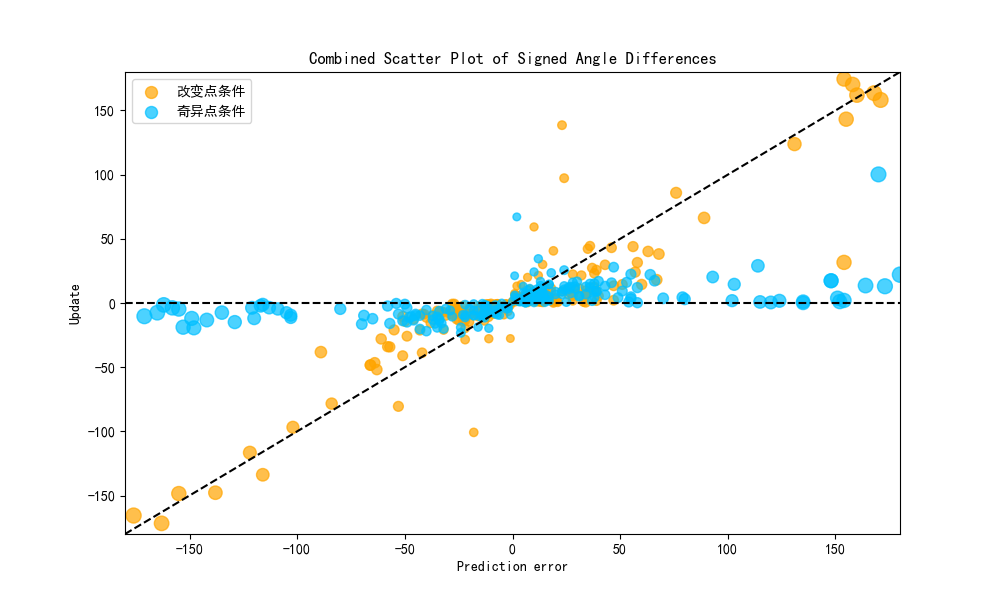 Combined Scatter Plot of Signed Angle Differences
改变点条件
奇异点条件
150
100
50
0
−50
−100
−150
Update
−150 −100 −50 0 50 100 150
Prediction error